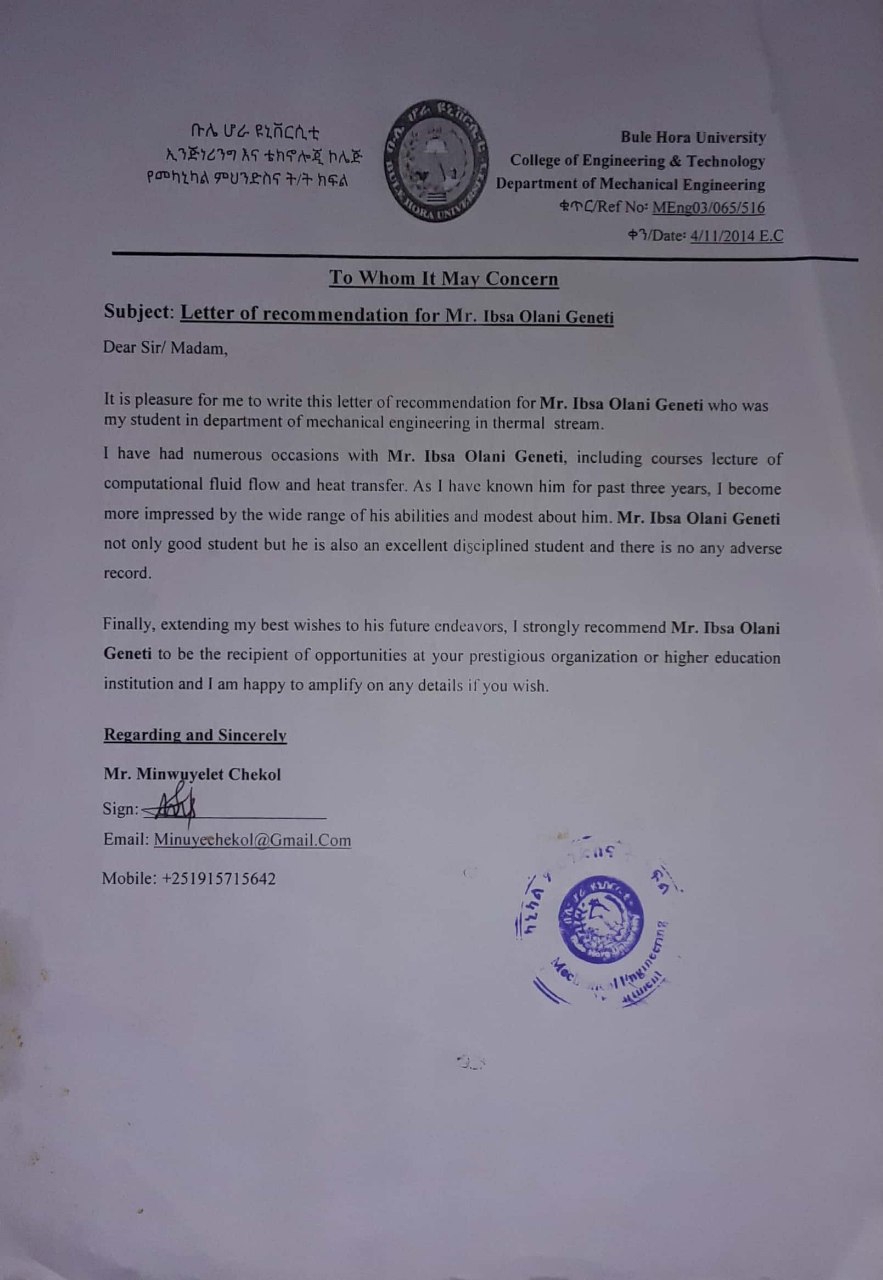 ቡሌ ሆራ ዩኒቨርሲቲ
ኢንጅነሪንግ እና ቴክኖሎጂ ኮሌጅ
የመካኒካል ምህንድስና ት/ት ክፍል
ቡሌ ሆራ ዩኒቨርሲቲ
BULE HORA UNIVERSITY
Bule Hora University
College of Engineering & Technology
Department of Mechanical Engineering
ቁጥር/Ref No: MEng03/065/516
ቀን/Date: 4/11/2014 E.C
To Whom It May Concern
Subject: Letter of recommendation for Mr. Ibsa Olani Geneti
Dear Sir/ Madam,
It is pleasure for me to write this letter of recommendation for Mr. Ibsa Olani Geneti who was
my student in department of mechanical engineering in thermal stream.
I have had numerous occasions with Mr. Ibsa Olani Geneti, including courses lecture of
computational fluid flow and heat transfer. As I have known him for past three years, I become
more impressed by the wide range of his abilities and modest about him. Mr. Ibsa Olani Geneti
not only good student but he is also an excellent disciplined student and there is no any adverse
record.
Finally, extending my best wishes to his future endeavors, I strongly recommend Mr. Ibsa Olani
Geneti to be the recipient of opportunities at your prestigious organization or higher education
institution and I am happy to amplify on any details if you wish.
Regarding and Sincerely
Mr. Minwuyelet Chekol
Sign:
Email: Minuyechekol@Gmail.Com
Mobile: +251915715642
Engineering